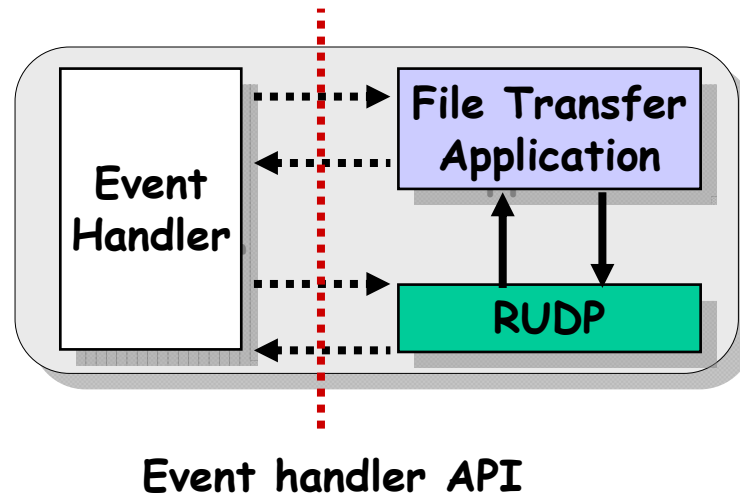 Event
Handler
File Transfer
Application
RUDP
Event handler API